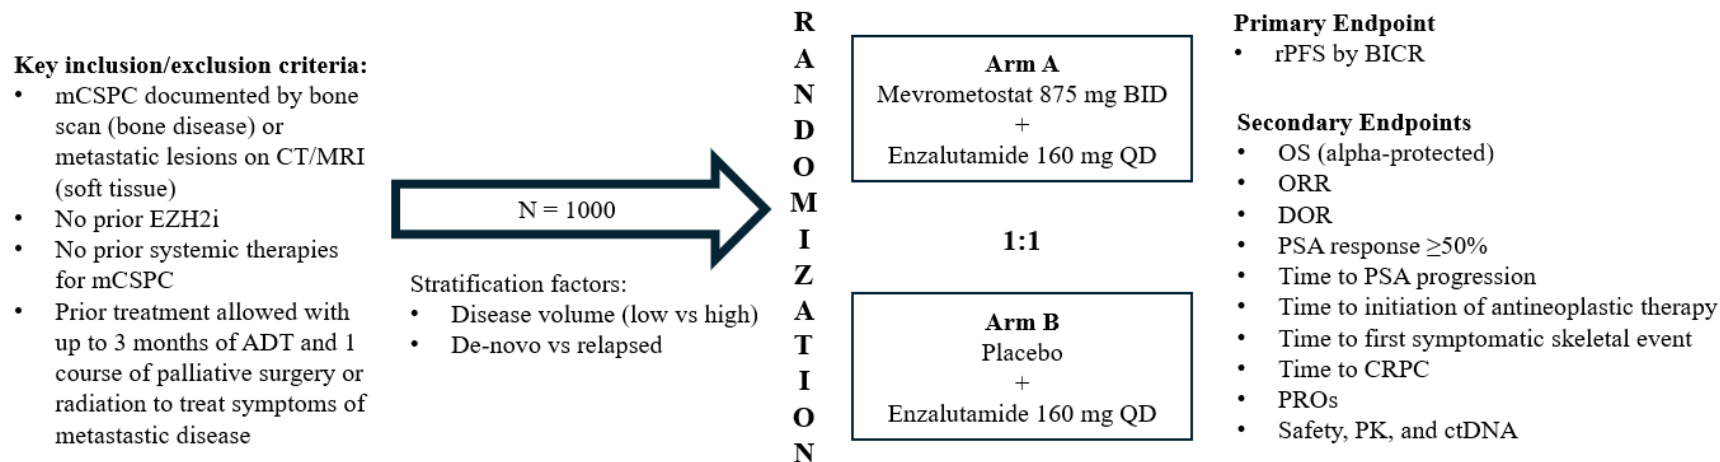 Key inclusion/exclusion criteria:
• mCSPC documented by bone
scan (bone disease) or
metastatic lesions on CT/MRI
(soft tissue)
• No prior EZH2i
• No prior systemic therapies
for mCSPC
• Prior treatment allowed with
up to 3 months of ADT and 1
course of palliative surgery or
radiation to treat symptoms of
metastastic disease
N = 1000
Stratification factors:
• Disease volume (low vs high)
• De-novo vs relapsed
R
A
N
D
O
M
I
Z
A
T
I
O
N
Arm A
Mevrometostat 875 mg BID
+
Enzalutamide 160 mg QD
1:1
Arm B
Placebo
+
Enzalutamide 160 mg QD
Primary Endpoint
• rPFS by BICR
Secondary Endpoints
• OS (alpha-protected)
• ORR
• DOR
• PSA response ≥50%
• Time to PSA progression
• Time to initiation of antineoplastic therapy
• Time to first symptomatic skeletal event
• Time to CRPC
• PROs
• Safety, PK, and ctDNA